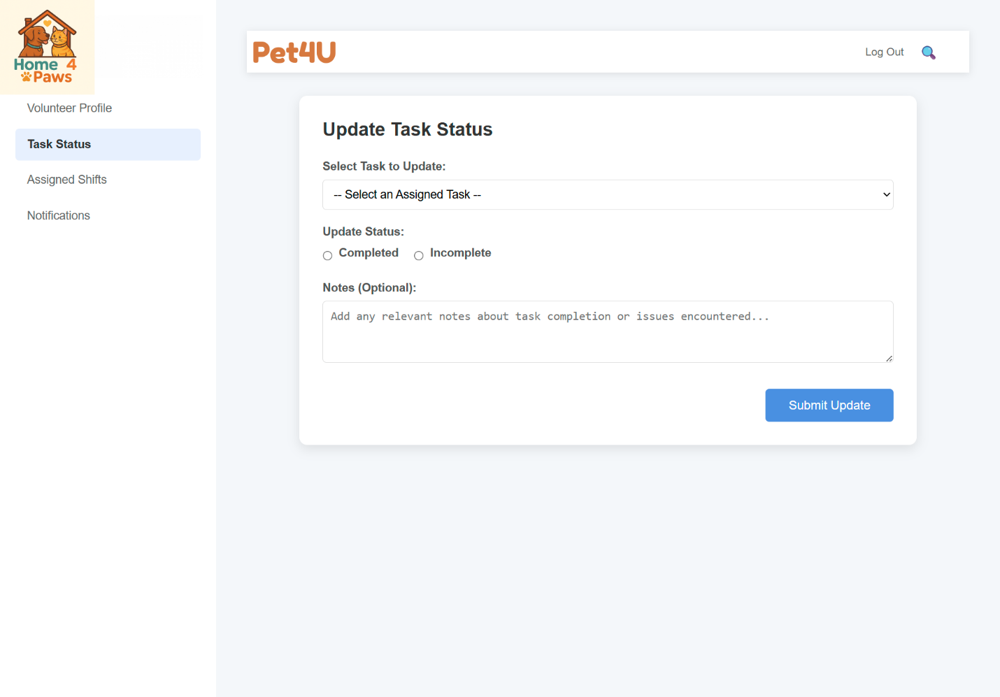 Home 4
Paws
Volunteer Profile
Task Status
Assigned Shifts
Notifications
Pet4U
Log Out
Update Task Status
Select Task to Update:
-- Select an Assigned Task --
Update Status:
Completed
Incomplete
Notes (Optional):
Add any relevant notes about task completion or issues encountered...
Submit Update